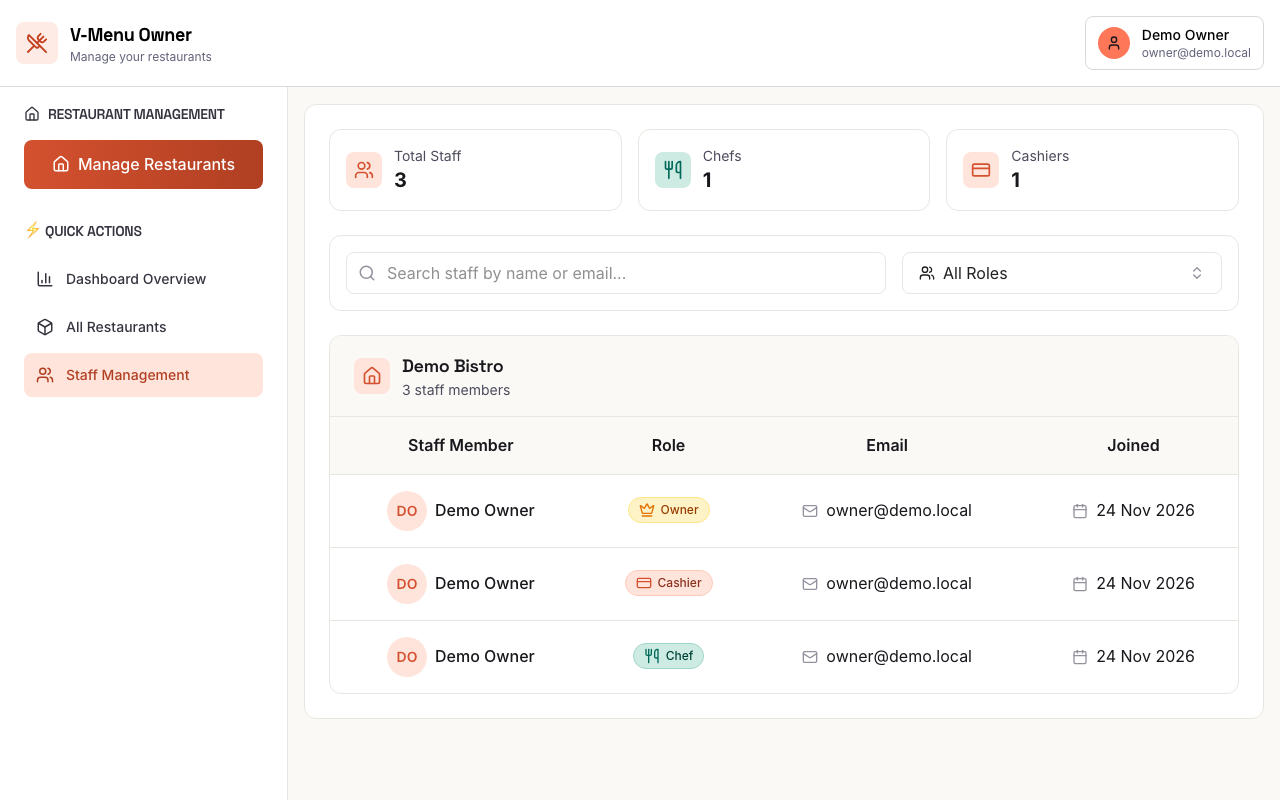 V-Menu Owner
Manage your restaurants
Demo Owner
owner@demo.local
RESTAURANT MANAGEMENT
Manage Restaurants
QUICK ACTIONS
Dashboard Overview
All Restaurants
Staff Management
Total Staff
3
Chefs
1
Cashiers
1
Search staff by name or email...
All Roles
Demo Bistro
3 staff members
Staff Member Role Email Joined
DO Demo Owner Owner owner@demo.local 24 Nov 2026
DO Demo Owner Cashier owner@demo.local 24 Nov 2026
DO Demo Owner Chef owner@demo.local 24 Nov 2026